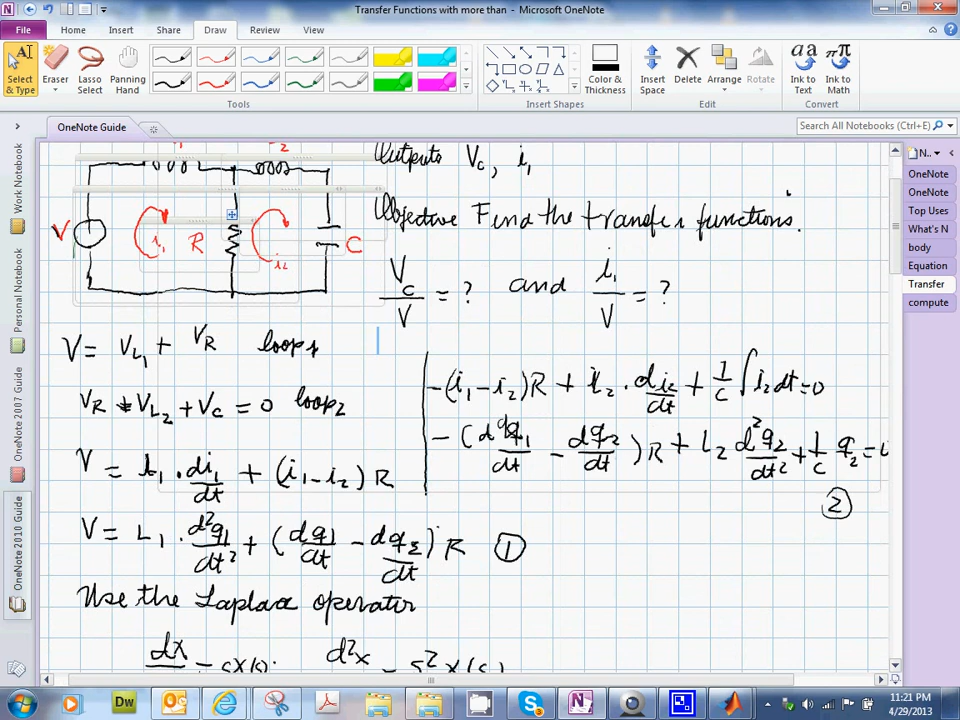 Transfer Functions with more than - Microsoft OneNote
File Home Insert Share Draw Review View
Select & Type Eraser Lasso Select Panning Hand Color & Thickness Insert Space Delete Arrange Rotate Ink to Text Ink to Math
Tools Insert Shapes Edit Convert
OneNote Guide
Search All Notebooks (Ctrl+E)
Work Notebook
Personal Notebook
OneNote 2007 Guide
OneNote 2010 Guide
N..
OneNote
OneNote
Top Uses
What's N
body
Equation
Transfer
compute
Outputs Vc, i1
V i1 R i2 C
Objective Find the transfer functions.
Vc/V = ? and i1/V = ?
V = VL1 + VR loop1
VR + VL2 + Vc = 0 loop2
V = L1 . di1/dt + (i1 - i2) R
V = L1 . d²q1/dt² + (dq1/dt - dq2/dt) R ①
Use the Laplace operator
dx d²x
-(i1 - i2)R + L2 . di2/dt + 1/C ∫ i2 dt = 0
- (dq1/dt - dq2/dt) R + L2 d²q2/dt² + 1/C q2 =
②
11:21 PM
4/29/2013